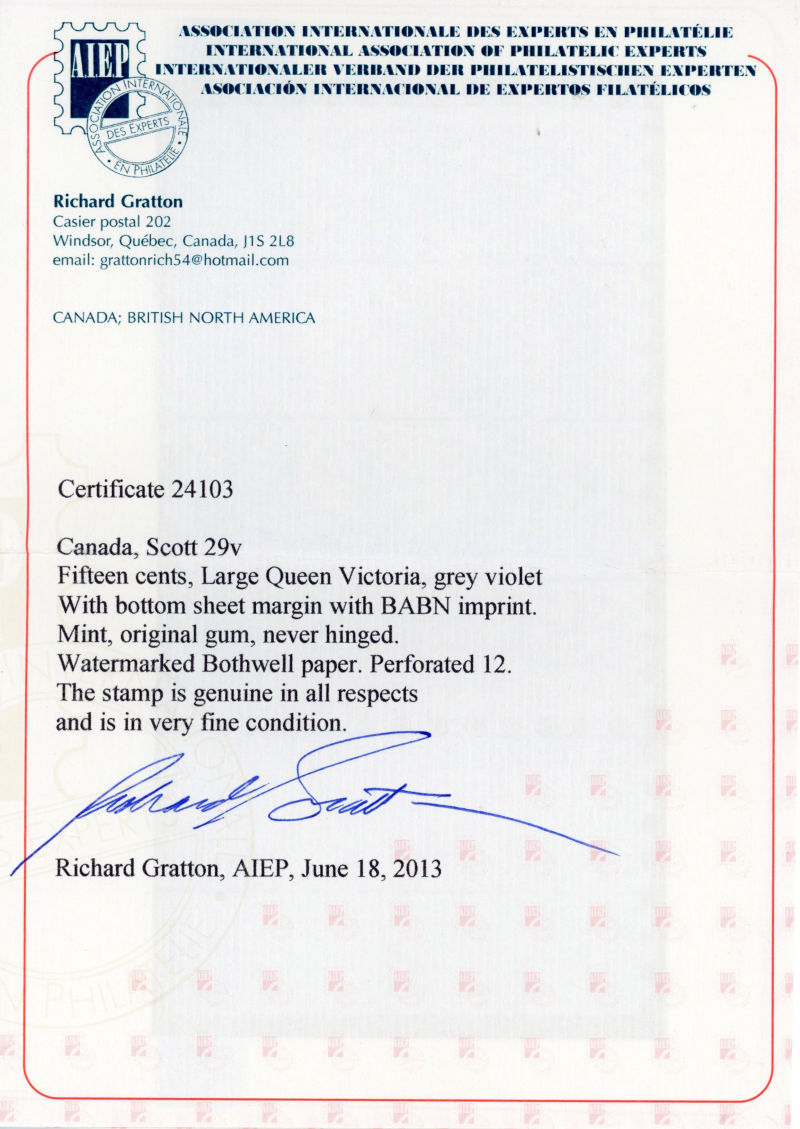 ASSOCIATION INTERNATIONALE DES EXPERTS EN PHILATÉLIE
INTERNATIONAL ASSOCIATION OF PHILATELIC EXPERTS
INTERNATIONALER VERBAND DER PHILATELISTISCHEN EXPERTEN
ASOCIACIÓN INTERNACIONAL DE EXPERTOS FILATÉLICOS
AIEP
ASSOCIATION INTERNATIONALE
DES EXPERTS
EN PHILATELIE
Richard Gratton
Casier postal 202
Windsor, Québec, Canada, J1S 2L8
email: grattonrich54@hotmail.com
CANADA; BRITISH NORTH AMERICA
Certificate 24103
Canada, Scott 29v
Fifteen cents, Large Queen Victoria, grey violet
With bottom sheet margin with BABN imprint.
Mint, original gum, never hinged.
Watermarked Bothwell paper. Perforated 12.
The stamp is genuine in all respects
and is in very fine condition.
Richard Gratton, AIEP, June 18, 2013